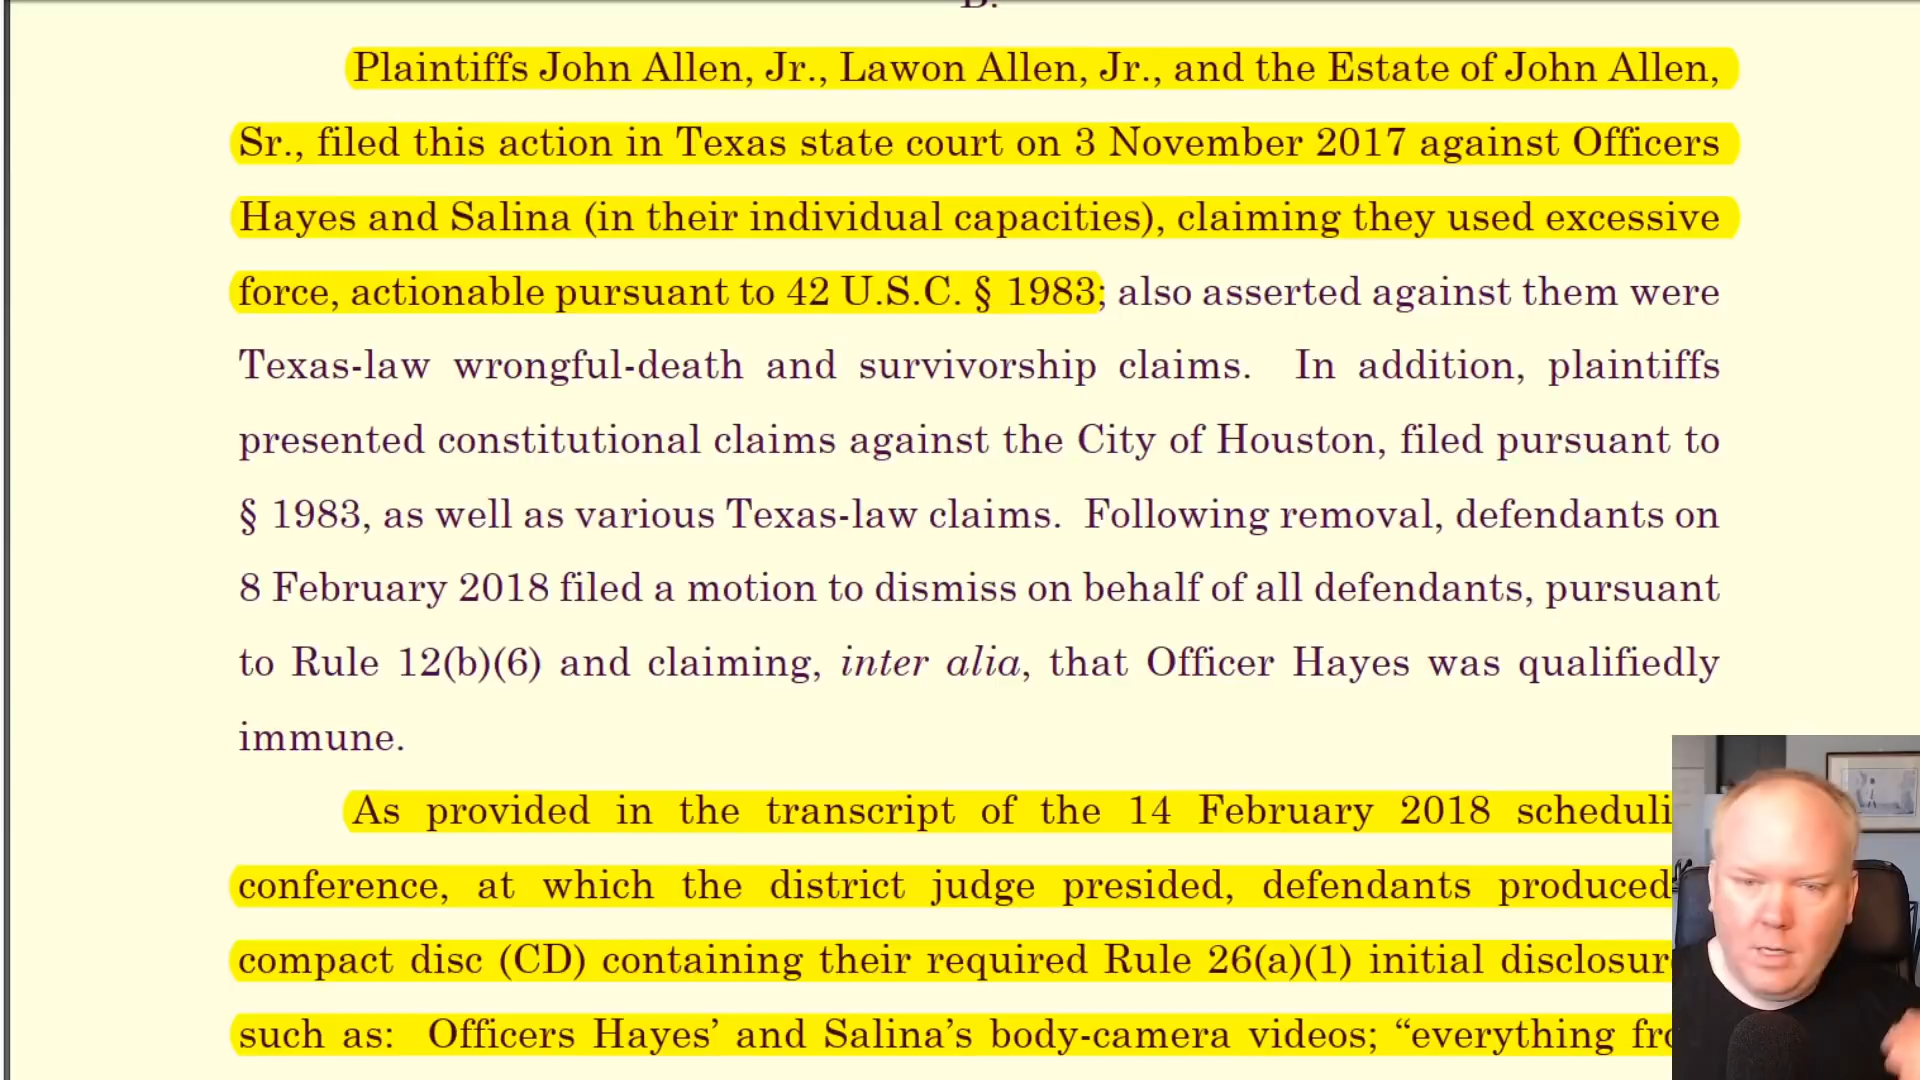 B.
Plaintiffs John Allen, Jr., Lawon Allen, Jr., and the Estate of John Allen,
Sr., filed this action in Texas state court on 3 November 2017 against Officers
Hayes and Salina (in their individual capacities), claiming they used excessive
force, actionable pursuant to 42 U.S.C. § 1983; also asserted against them were
Texas-law wrongful-death and survivorship claims. In addition, plaintiffs
presented constitutional claims against the City of Houston, filed pursuant to
§ 1983, as well as various Texas-law claims. Following removal, defendants on
8 February 2018 filed a motion to dismiss on behalf of all defendants, pursuant
to Rule 12(b)(6) and claiming, inter alia, that Officer Hayes was qualifiedly
immune.
As provided in the transcript of the 14 February 2018
conference, at which the district judge presided, defendants produced
compact disc (CD) containing their required Rule 26(a)(1) initial
such as: Officers Hayes’ and Salina’s body-camera videos; “everything